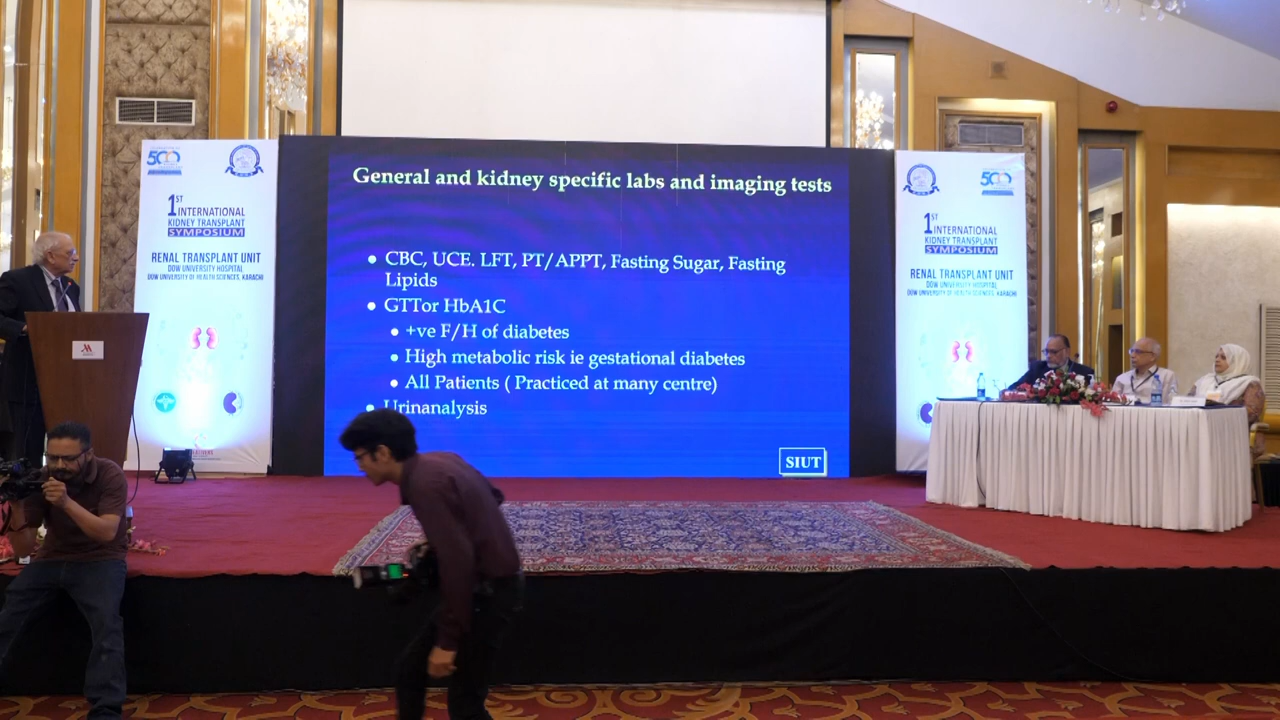 General and kidney specific labs and imaging tests
CBC, UCE. LFT, PT/APPT, Fasting Sugar, Fasting
Lipids
GTTor HbA1C
+ve F/H of diabetes
High metabolic risk ie gestational diabetes
All Patients ( Practiced at many centre)
Urinanalysis
SIUT
500
1ST
INTERNATIONAL
KIDNEY TRANSPLANT
SYMPOSIUM
RENAL TRANSPLANT UNIT
DOW UNIVERSITY HOSPITAL
DOW UNIVERSITY OF HEALTH SCIENCES, KARACHI
500
1ST
INTERNATIONAL
KIDNEY TRANSPLANT
SYMPOSIUM
RENAL TRANSPLANT UNIT
DOW UNIVERSITY HOSPITAL
DOW UNIVERSITY OF HEALTH SCIENCES, KARACHI